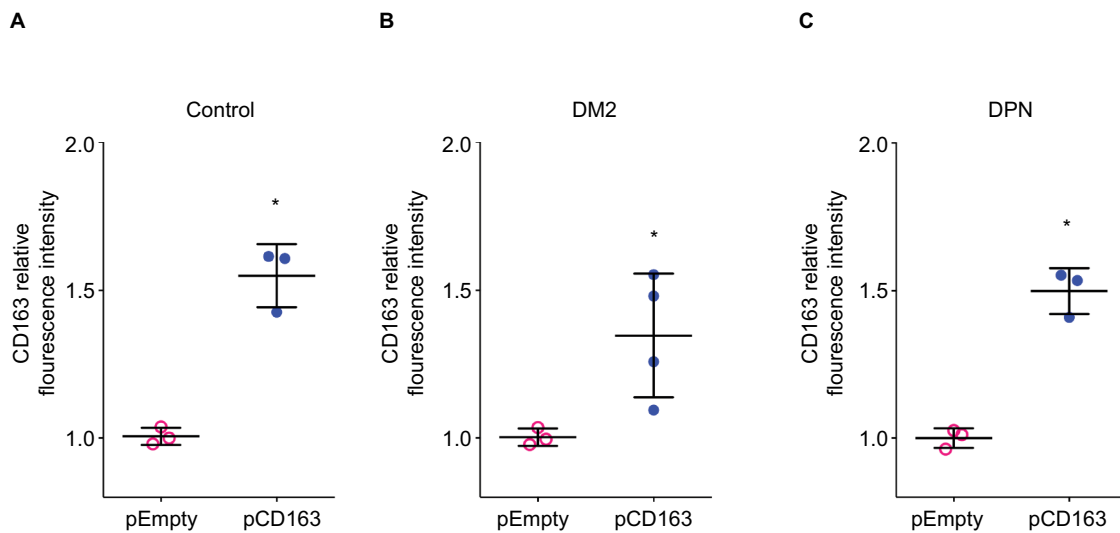 A
B
C
Control
DM2
DPN
CD163 relative
flourescence intensity
2.0
1.5
1.0
*
pEmpty
pCD163
CD163 relative
flourescence intensity
2.0
1.5
1.0
*
pEmpty
pCD163
CD163 relative
flourescence intensity
2.0
1.5
1.0
*
pEmpty
pCD163